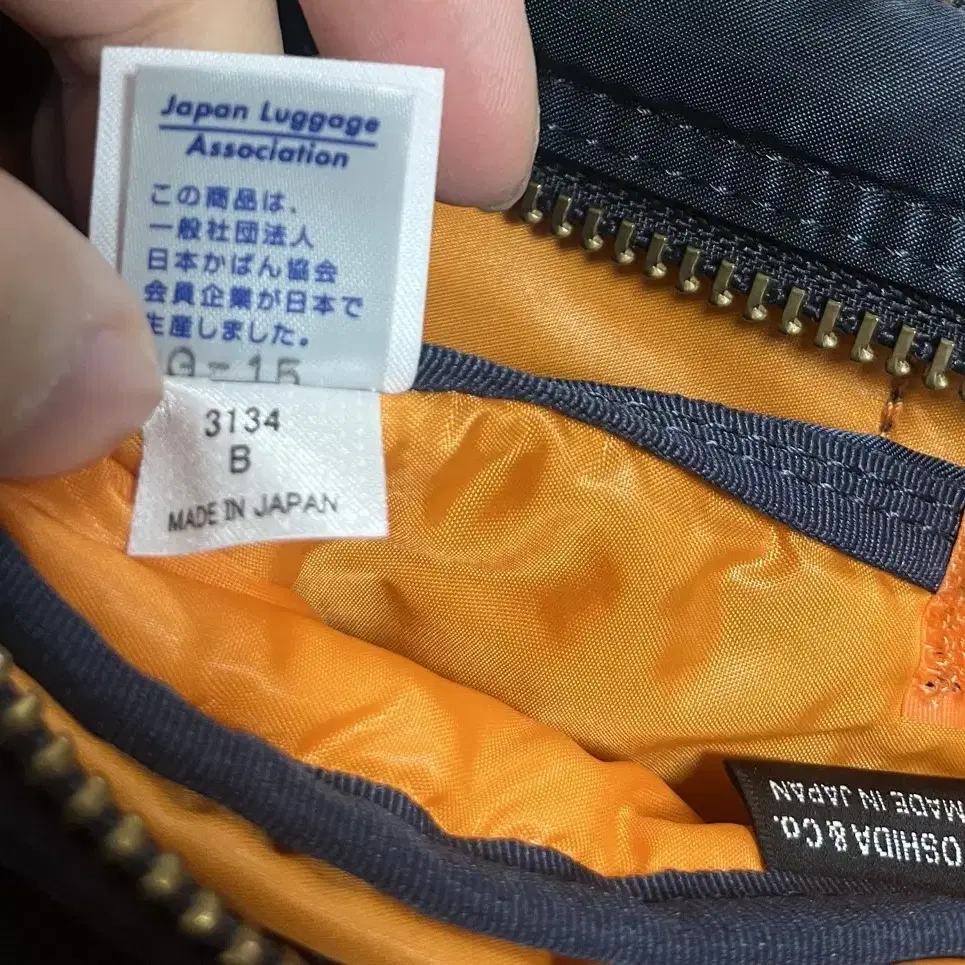 Japan Luggage
Association
この商品は、
一般社団法人
日本かばん協会
会員企業が日本で
生産しました。
3134
B
MADE IN JAPAN
OSHIDA & Co.
MADE IN JAPAN